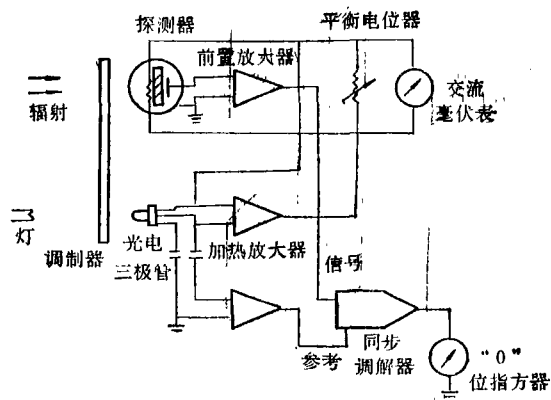 探测器
平衡电位器
前置放大器
辐射
交流
毫伏表
灯
光电
三极管
加热放大器
调制器
信号
参考
同步
调解器
“0”
位指方器